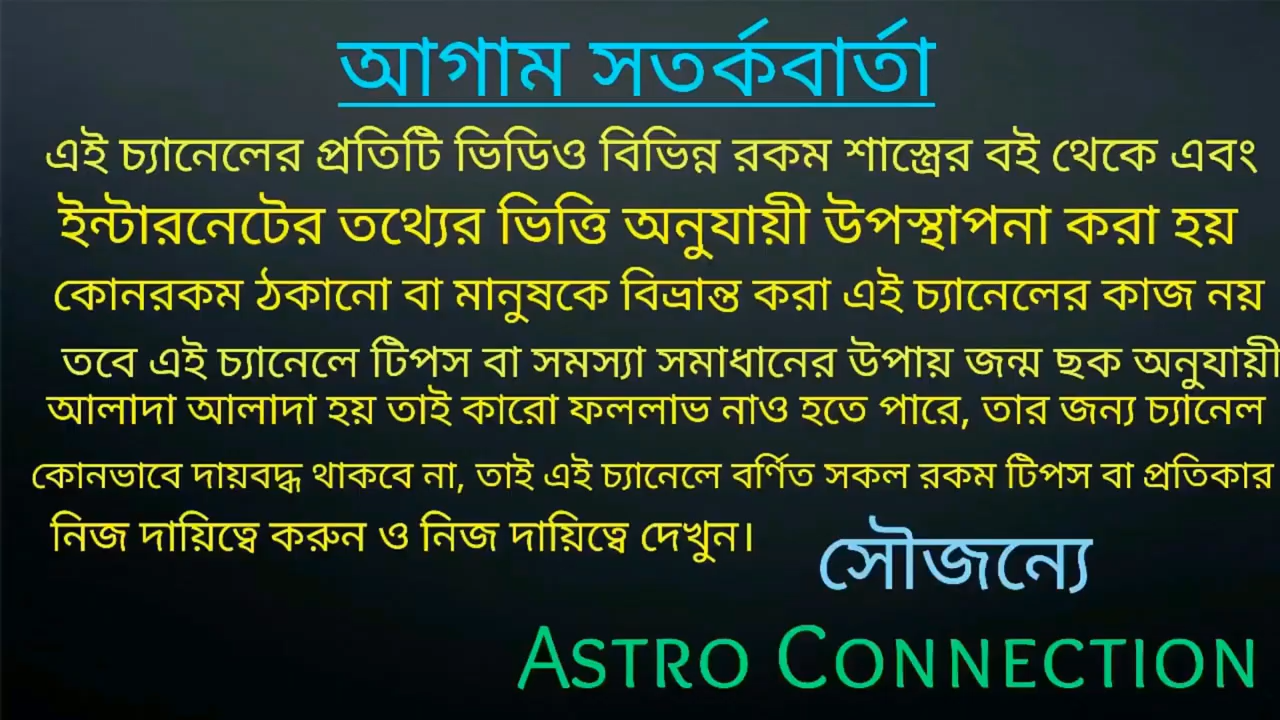 আগাম সতর্কবার্তা
এই চ্যানেলের প্রতিটি ভিডিও বিভিন্ন রকম শাস্ত্রের বই থেকে এবং
ইন্টারনেটের তথ্যের ভিত্তি অনুযায়ী উপস্থাপনা করা হয়
কোনরকম ঠকানো বা মানুষকে বিভ্রান্ত করা এই চ্যানেলের কাজ নয়
তবে এই চ্যানেলে টিপস বা সমস্যা সমাধানের উপায় জন্ম ছক অনুযায়ী
আলাদা আলাদা হয় তাই কারো ফললাভ নাও হতে পারে, তার জন্য চ্যানেল
কোনভাবে দায়বদ্ধ থাকবে না, তাই এই চ্যানেলে বর্ণিত সকল রকম টিপস বা প্রতিকার
নিজ দায়িত্বে করুন ও নিজ দায়িত্বে দেখুন।
সৌজন্যে
ASTRO CONNECTION